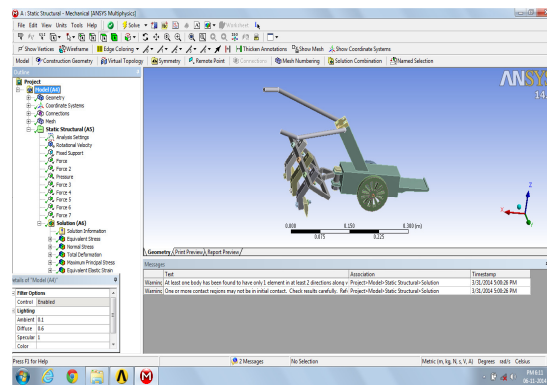 A : Static Structural - Mechanical [ANSYS Multiphysics]
File Edit View Units Tools Help Solve Worksheet
Show Vertices Wireframe Edge Coloring Thicken Annotations Show Mesh Show Coordinate Systems
Model Construction Geometry Virtual Topology Symmetry Remote Point Connections Mesh Numbering Solution Combination Named Selection
Outline
Project
Model (A4)
Geometry
Coordinate Systems
Connections
Mesh
Static Structural (A5)
Analysis Settings
Rotational Velocity
Fixed Support
Force
Force 2
Pressure
Force 3
Force 4
Force 5
Force 6
Force 7
Solution (A6)
Solution Information
Equivalent Stress
Normal Stress
Total Deformation
Maximum Principal Stress
Equivalent Elastic Strain
etails of "Model (A4)"
Filter Options
Control Enabled
Lighting
Ambient 0.1
Diffuse 0.6
Specular 1
Color
ANSYS
14.
0.000 0.150 0.300 (m)
0.075 0.225
Z
X
Geometry Print Preview Report Preview
Messages
Text Association Timestamp
Warning At least one body has been found to have only 1 element in at least 2 directions along v Project>Model>Static Structural>Solution 3/31/2014 5:00:26 PM
Warning One or more contact regions may not be in initial contact. Check results carefully. Ref Project>Model>Static Structural>Solution 3/31/2014 5:00:26 PM
Press F1 for Help 2 Messages No Selection Metric (m, kg, N, s, V, A) Degrees rad/s Celsius
PM 6:11
06-11-2014